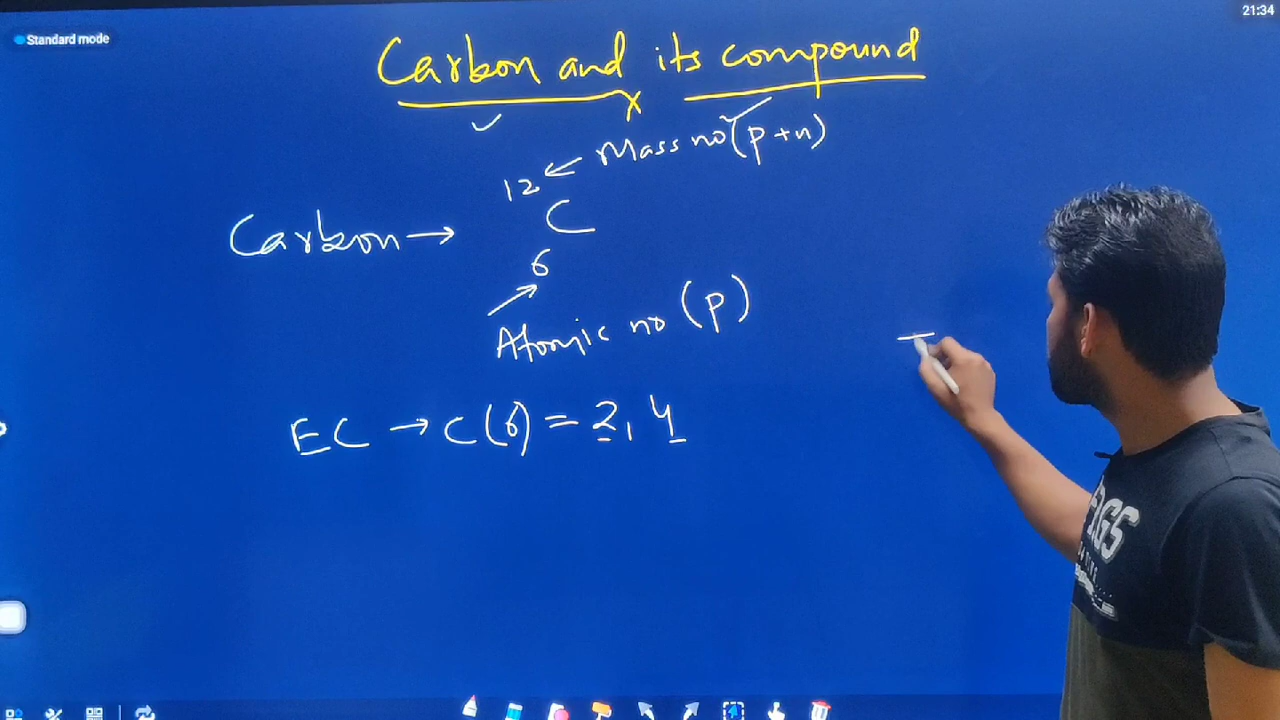 21:34
Standard mode
Carbon and its compound
Mass no (p+n)
12
Carbon → C
6
Atomic no (p)
EC → C(6) = 2, 4
GS